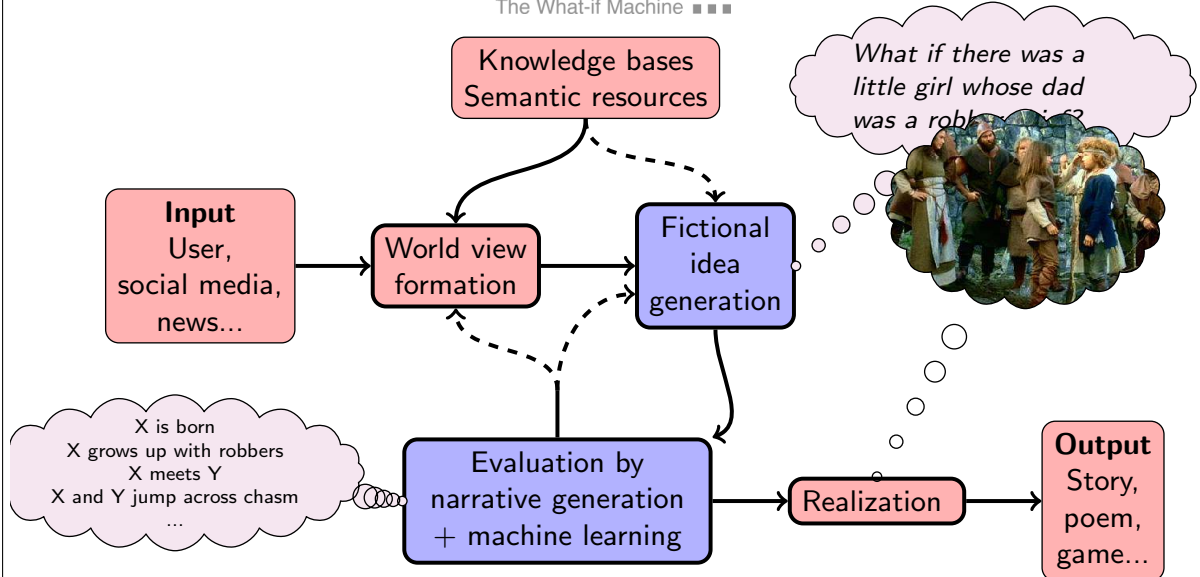 The What-if Machine
Knowledge bases
Semantic resources
What if there was a
little girl whose dad
was a
Input
User,
social media,
news...
World view
formation
Fictional
idea
generation
X is born
X grows up with robbers
X meets Y
X and Y jump across chasm
...
Evaluation by
narrative generation
+ machine learning
Realization
Output
Story,
poem,
game...